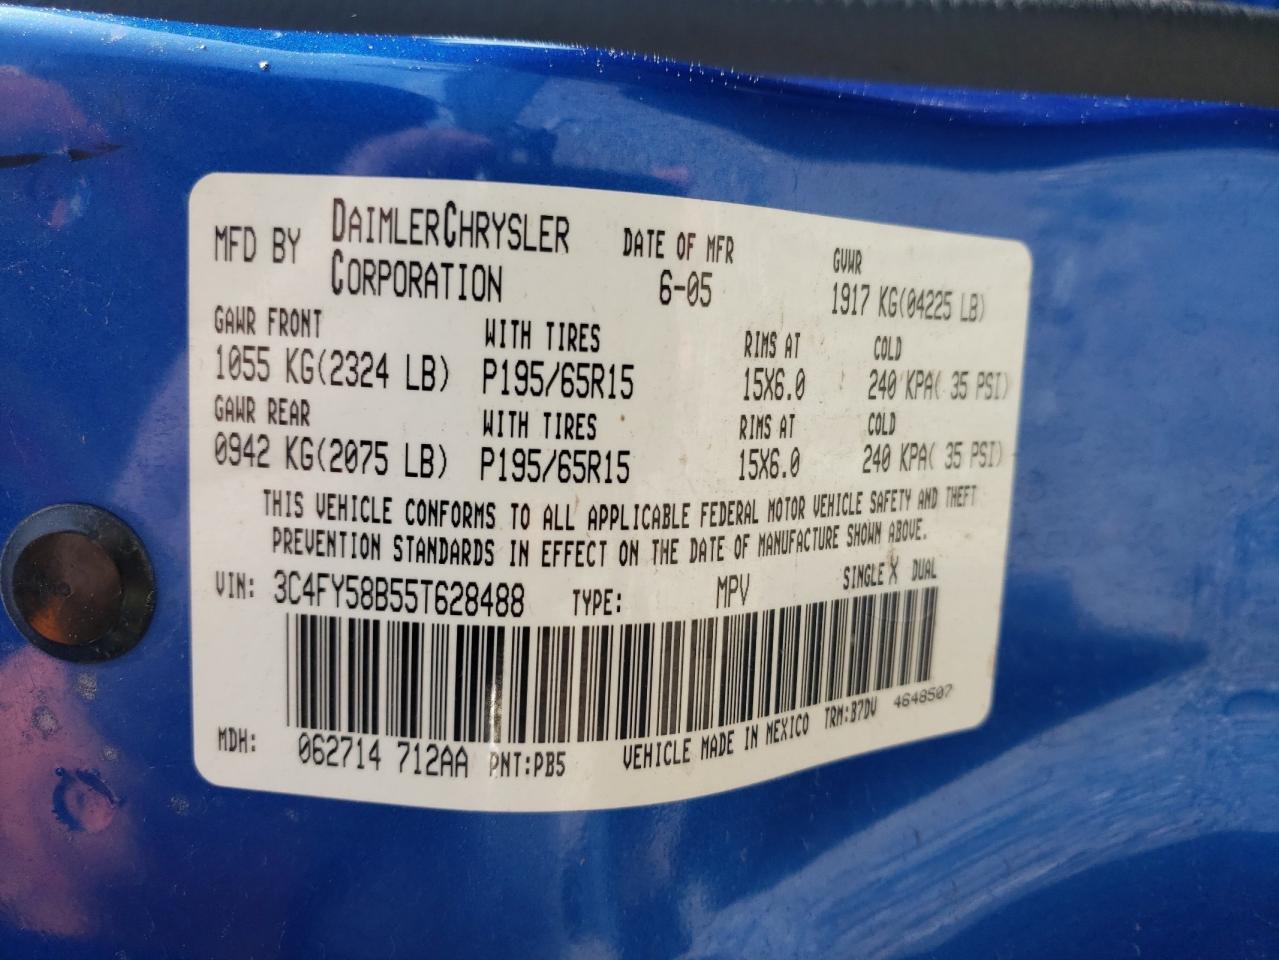 MFD BY DAIMLERCHRYSLER CORPORATION DATE OF MFR 6-05 GVWR 1917 KG(04225 LB)
GAWR FRONT WITH TIRES RIMS AT COLD
1055 KG(2324 LB) P195/65R15 15X6.0 240 KPA( 35 PSI)
GAWR REAR WITH TIRES RIMS AT COLD
0942 KG(2075 LB) P195/65R15 15X6.0 240 KPA( 35 PSI)
THIS VEHICLE CONFORMS TO ALL APPLICABLE FEDERAL MOTOR VEHICLE SAFETY AND THEFT
PREVENTION STANDARDS IN EFFECT ON THE DATE OF MANUFACTURE SHOWN ABOVE.
VIN: 3C4FY58B55T628488 TYPE: MPV SINGLE X DUAL
MDH: 062714 712AA PNT:PB5 VEHICLE MADE IN MEXICO TRM:B7DV 4648507